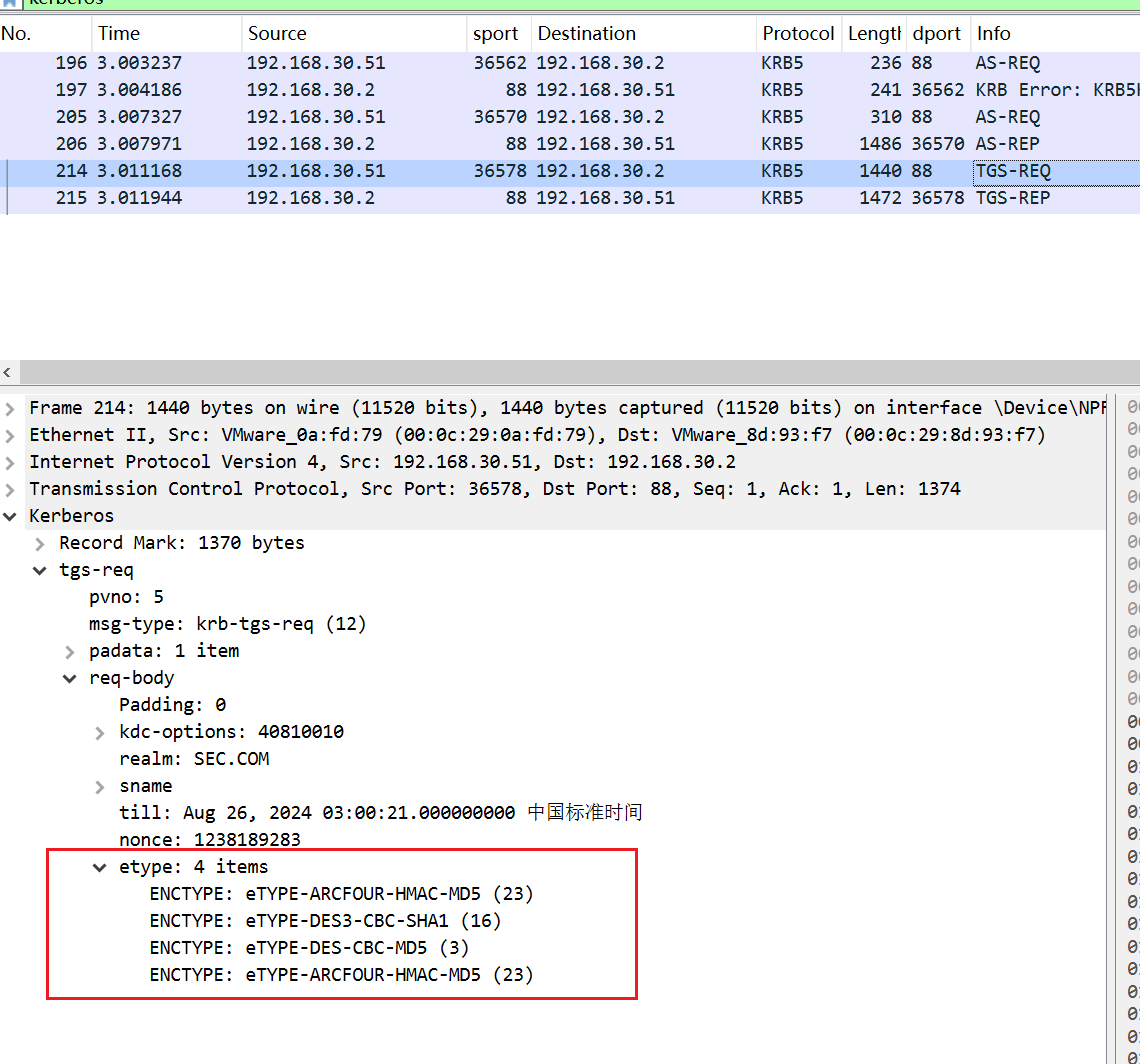 kerberos
No. Time Source sport Destination Protocol Lengtl dport Info
196 3.003237 192.168.30.51 36562 192.168.30.2 KRB5 236 88 AS-REQ
197 3.004186 192.168.30.2 88 192.168.30.51 KRB5 241 36562 KRB Error: KRB5
205 3.007327 192.168.30.51 36570 192.168.30.2 KRB5 310 88 AS-REQ
206 3.007971 192.168.30.2 88 192.168.30.51 KRB5 1486 36570 AS-REP
214 3.011168 192.168.30.51 36578 192.168.30.2 KRB5 1440 88 TGS-REQ
215 3.011944 192.168.30.2 88 192.168.30.51 KRB5 1472 36578 TGS-REP
Frame 214: 1440 bytes on wire (11520 bits), 1440 bytes captured (11520 bits) on interface \Device\NPF
Ethernet II, Src: VMware_0a:fd:79 (00:0c:29:0a:fd:79), Dst: VMware_8d:93:f7 (00:0c:29:8d:93:f7)
Internet Protocol Version 4, Src: 192.168.30.51, Dst: 192.168.30.2
Transmission Control Protocol, Src Port: 36578, Dst Port: 88, Seq: 1, Ack: 1, Len: 1374
Kerberos
Record Mark: 1370 bytes
tgs-req
pvno: 5
msg-type: krb-tgs-req (12)
padata: 1 item
req-body
Padding: 0
kdc-options: 40810010
realm: SEC.COM
sname
till: Aug 26, 2024 03:00:21.000000000 中国标准时间
nonce: 1238189283
etype: 4 items
ENCTYPE: eTYPE-ARCFOUR-HMAC-MD5 (23)
ENCTYPE: eTYPE-DES3-CBC-SHA1 (16)
ENCTYPE: eTYPE-DES-CBC-MD5 (3)
ENCTYPE: eTYPE-ARCFOUR-HMAC-MD5 (23)